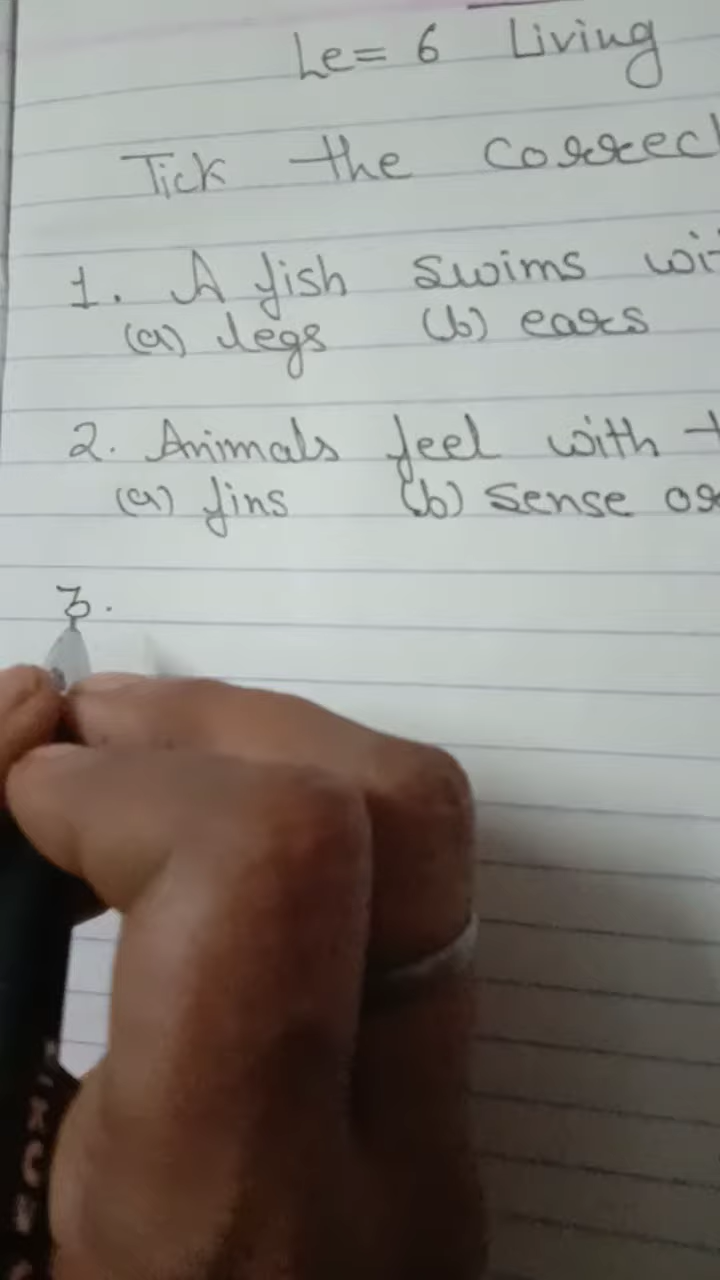 Le= 6 Living
Tick the correc
1. A fish swims wi
(a) legs (b) ears
2. Animals feel with
(a) fins (b) sense or
3.